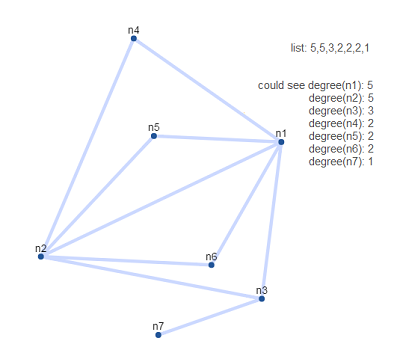 n4
list: 5,5,3,2,2,2,1
could see degree(n1): 5
degree(n2): 5
degree(n3): 3
degree(n4): 2
degree(n5): 2
degree(n6): 2
degree(n7): 1
n5
n1
n2
n6
n3
n7